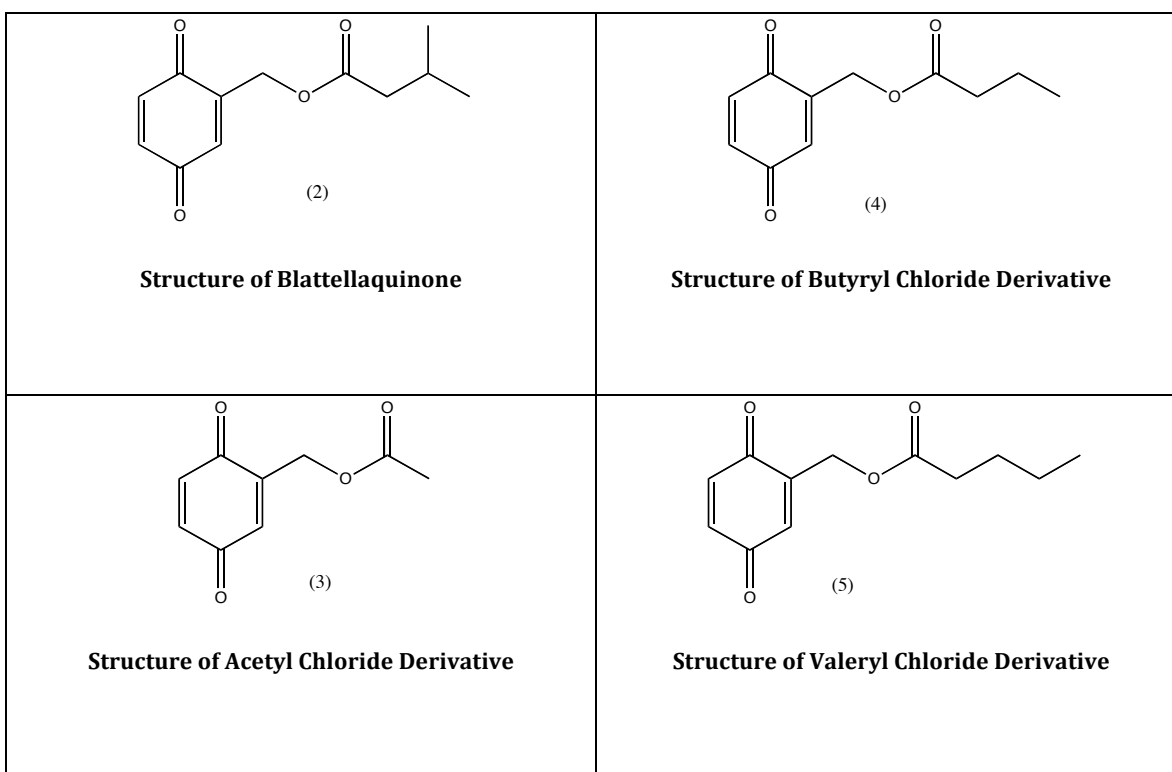 O
O
O
O
(2)
Structure of Blattellaquinone
O
O
O
O
(4)
Structure of Butyryl Chloride Derivative
O
O
O
O
(3)
Structure of Acetyl Chloride Derivative
O
O
O
O
(5)
Structure of Valeryl Chloride Derivative